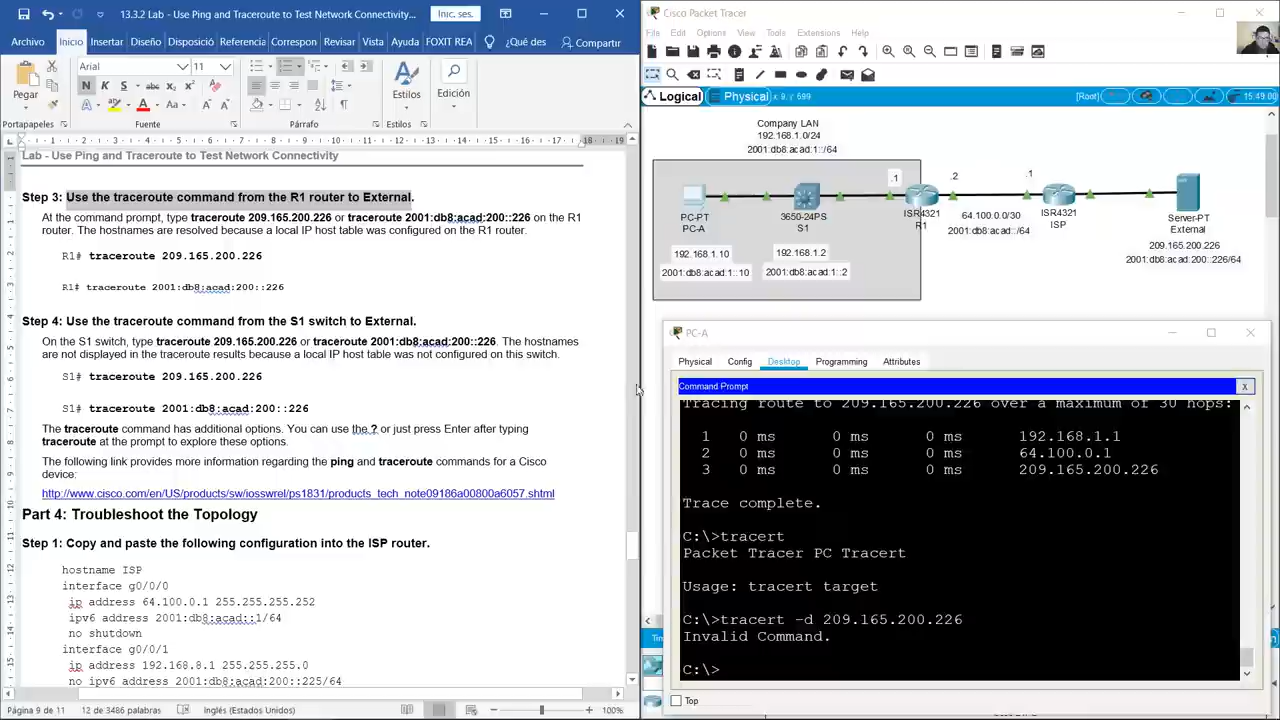 13.3.2 Lab - Use Ping and Traceroute to Test Network Connectivity...
Inic. ses.
Archivo Inicio Insertar Diseño Disposició Referencia Correspon Revisar Vista Ayuda FOXIT REA ¿Qué des Compartir
Arial 11
Pegar
N K S
Estilos
Edición
Portapapeles Fuente Párrafo Estilos
Lab - Use Ping and Traceroute to Test Network Connectivity
Step 3: Use the traceroute command from the R1 router to External.
At the command prompt, type traceroute 209.165.200.226 or traceroute 2001:db8:acad:200::226 on the R1
router. The hostnames are resolved because a local IP host table was configured on the R1 router.
R1# traceroute 209.165.200.226
R1# traceroute 2001:db8:acad:200::226
Step 4: Use the traceroute command from the S1 switch to External.
On the S1 switch, type traceroute 209.165.200.226 or traceroute 2001:db8:acad:200::226. The hostnames
are not displayed in the traceroute results because a local IP host table was not configured on this switch.
S1# traceroute 209.165.200.226
S1# traceroute 2001:db8:acad:200::226
The traceroute command has additional options. You can use the ? or just press Enter after typing
traceroute at the prompt to explore these options.
The following link provides more information regarding the ping and traceroute commands for a Cisco
device:
http://www.cisco.com/en/US/products/sw/iosswrel/ps1831/products_tech_note09186a00800a6057.shtml
Part 4: Troubleshoot the Topology
Step 1: Copy and paste the following configuration into the ISP router.
hostname ISP
interface g0/0/0
ip address 64.100.0.1 255.255.255.252
ipv6 address 2001:db8:acad::1/64
no shutdown
interface g0/0/1
ip address 192.168.8.1 255.255.255.0
no ipv6 address 2001:db8:acad:200::225/64
Página 9 de 11 12 de 3486 palabras Inglés (Estados Unidos) 100%
Cisco Packet Tracer
File Edit Options View Tools Extensions Help
Logical Physical x: 9, y: 699 [Root] 15:49:00
Company LAN
192.168.1.0/24
2001:db8:acad:1::/64
.1
.2
.1
PC-PT
PC-A
3650-24PS
S1
ISR4321
R1
64.100.0.0/30
2001:db8:acad::/64
ISR4321
ISP
Server-PT
External
192.168.1.10
2001:db8:acad:1::10
192.168.1.2
2001:db8:acad:1::2
209.165.200.226
2001:db8:acad:200::226/64
PC-A
Physical Config Desktop Programming Attributes
Command Prompt X
Tracing route to 209.165.200.226 over a maximum of 30 hops:
1 0 ms 0 ms 0 ms 192.168.1.1
2 0 ms 0 ms 0 ms 64.100.0.1
3 0 ms 0 ms 0 ms 209.165.200.226
Trace complete.
C:\>tracert
Packet Tracer PC Tracert
Usage: tracert target
C:\>tracert -d 209.165.200.226
Invalid Command.
C:\>
Top